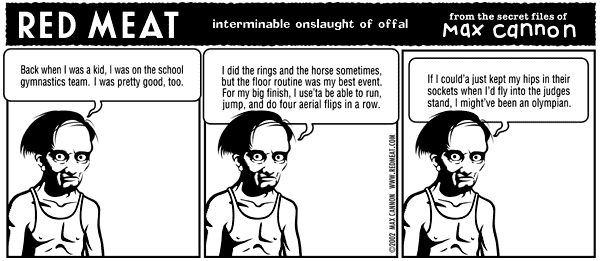 RED MEAT
interminable onslaught of offal
from the secret files of
Max cannon
Back when I was a kid, I was on the school
gymnastics team. I was pretty good, too.
I did the rings and the horse sometimes,
but the floor routine was my best event.
For my big finish, I use'ta be able to run,
jump, and do four aerial flips in a row.
©2002 MAX CANNON WWW.REDMEAT.COM
If I could'a just kept my hips in their
sockets when I'd fly into the judges
stand, I might've been an olympian.